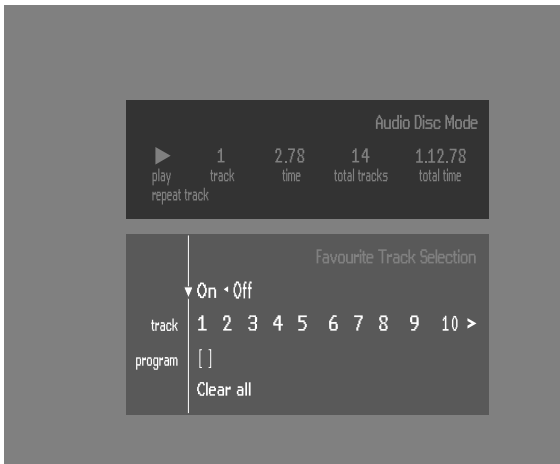 Audio Disc Mode
▶ 1 2.78 14 1.12.78
play track time total tracks total time
repeat track
Favourite Track Selection
On ◂ Off
track 1 2 3 4 5 6 7 8 9 10 >
program [ ]
Clear all